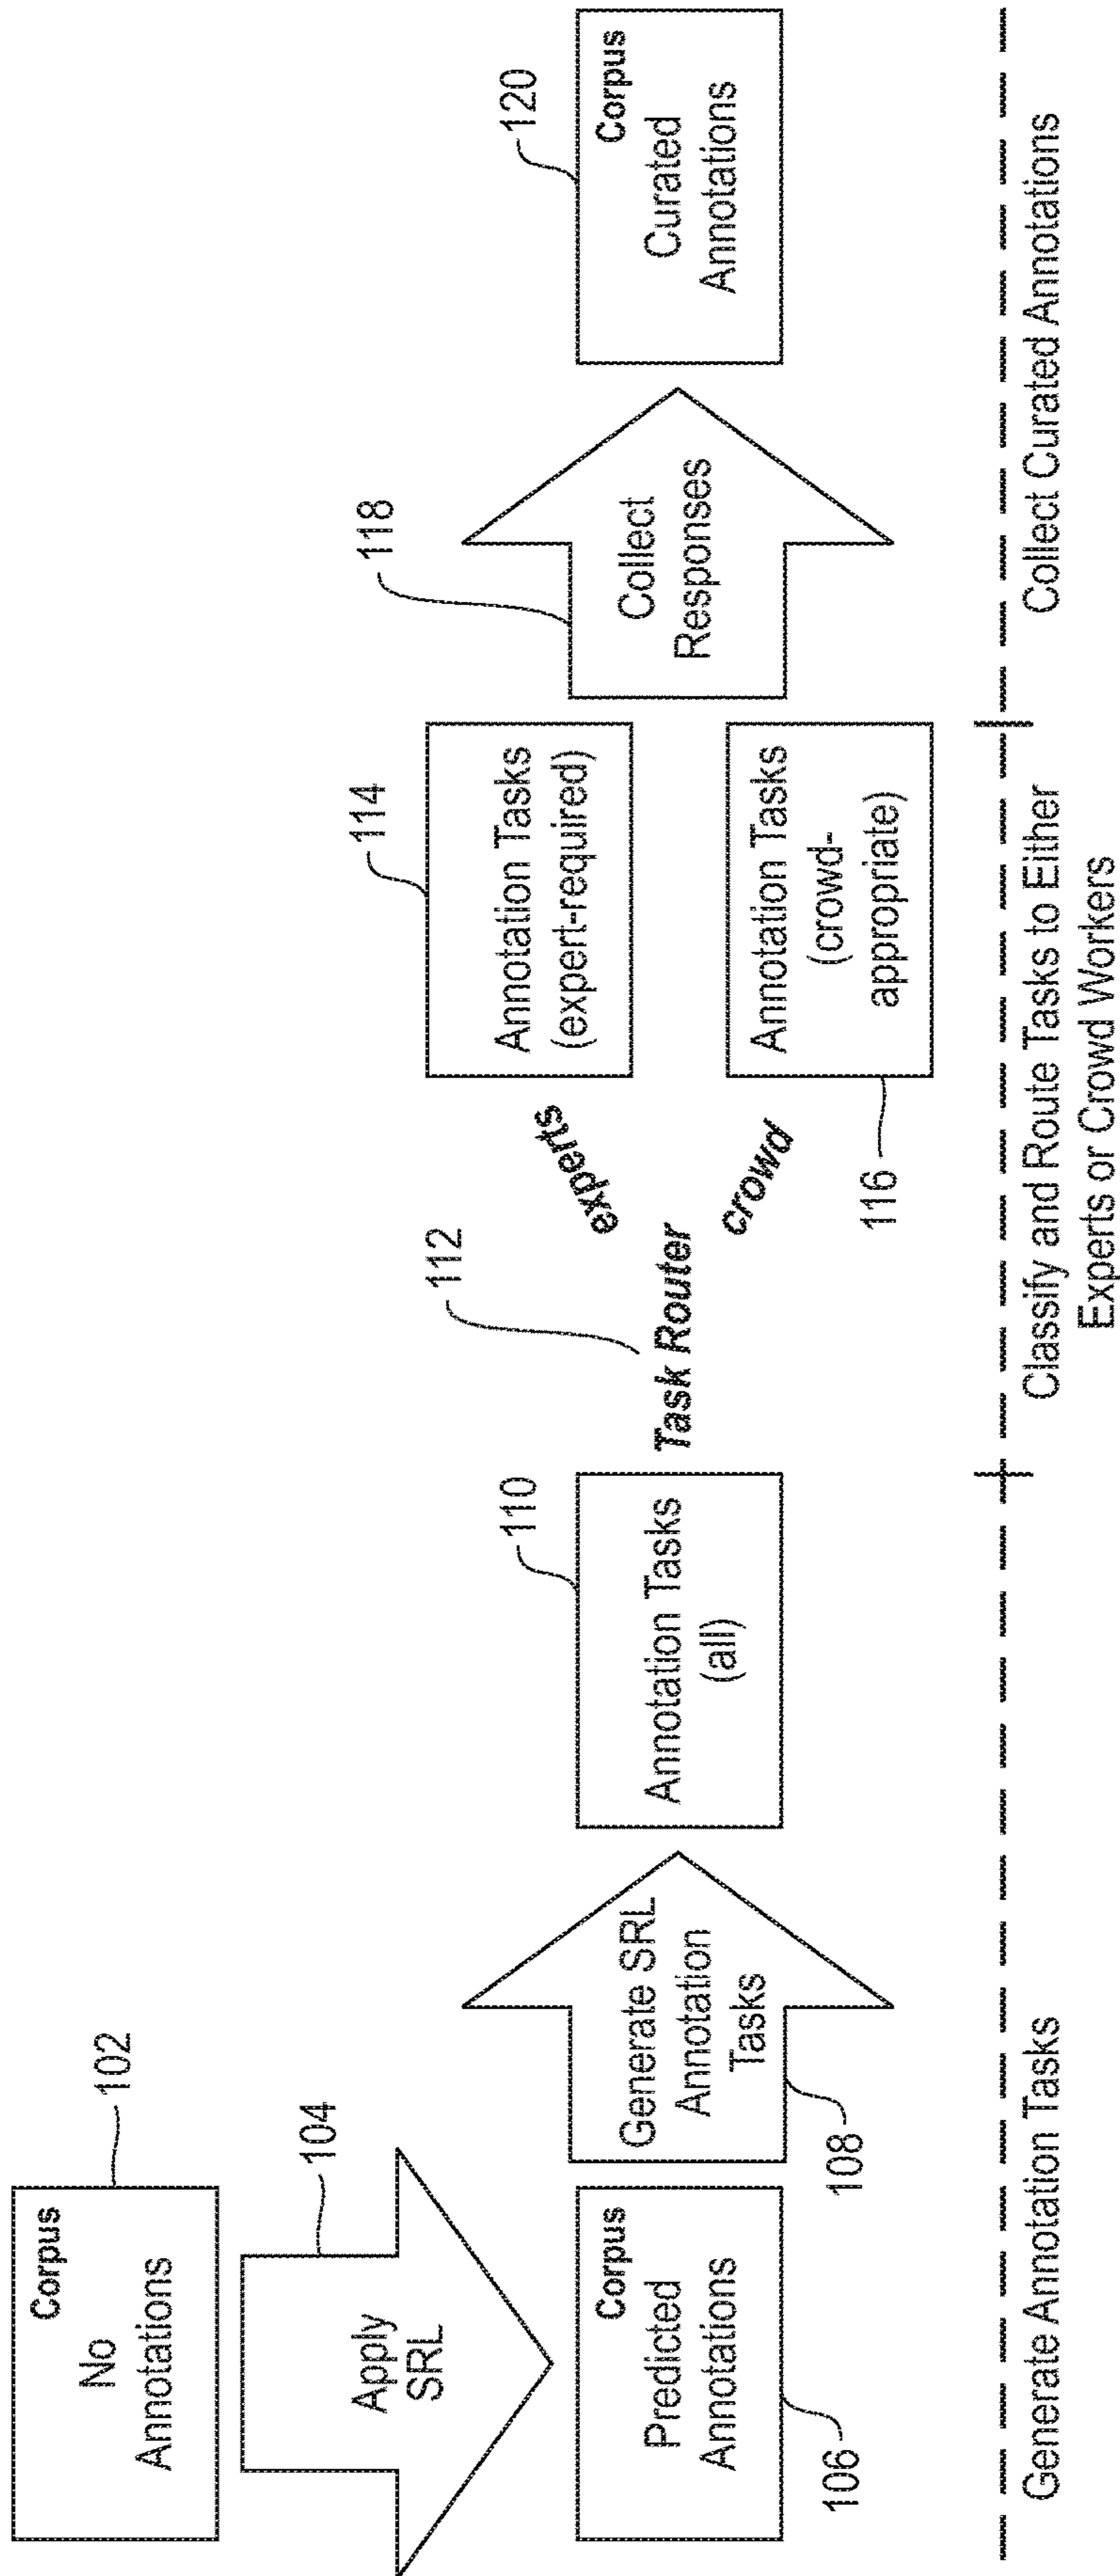 102
Corpus
No
Annotations
104
Apply
SRL
Corpus
Predicted
Annotations
106
Generate SRL
Annotation
Tasks
108
110
Annotation Tasks
(all)
112
Task Router
experts
crowd
114
Annotation Tasks
(expert-required)
Annotation Tasks
(crowd-
appropriate)
116
118
Collect
Responses
120
Corpus
Curated
Annotations
Generate Annotation Tasks
Classify and Route Tasks to Either
Experts or Crowd Workers
Collect Curated Annotations